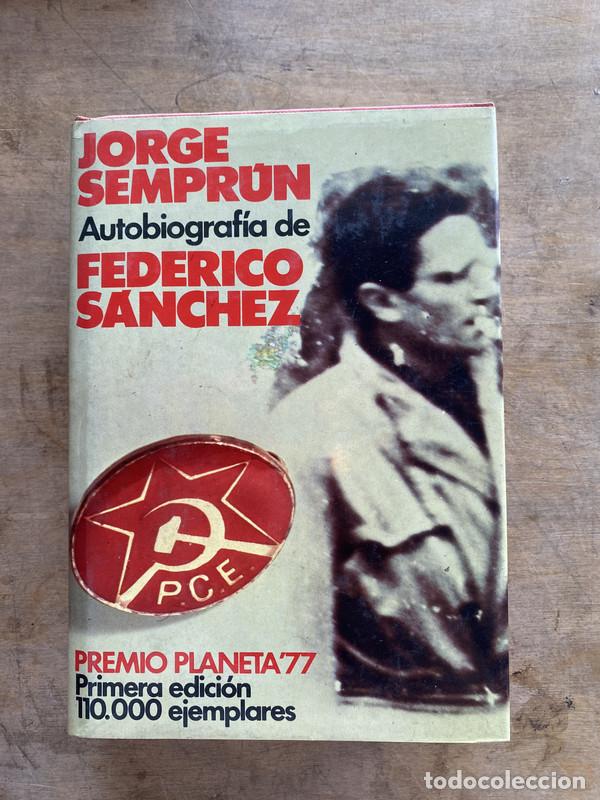 JORGE
SEMPRÚN
Autobiografía de
FEDERICO
SÁNCHEZ
P.C.E.
PREMIO PLANETA'77
Primera edición
110.000 ejemplares
todocoleccion